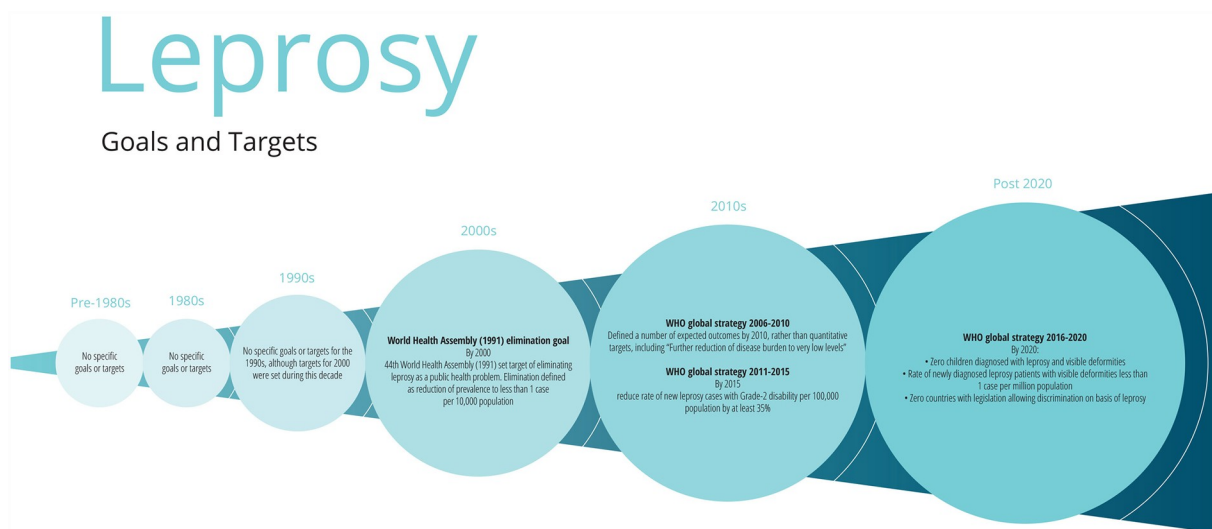 Leprosy
Goals and Targets
Pre-1980s
No specific
goals or targets
1980s
No specific
goals or targets
1990s
No specific goals or targets for the
1990s, although targets for 2000
were set during this decade
2000s
World Health Assembly (1991) elimination goal
By 2000
44th World Health Assembly (1991) set target of eliminating
leprosy as a public health problem. Elimination defined
as reduction of prevalence to less than 1 case
per 10,000 population
2010s
WHO global strategy 2006-2010
Defined a number of expected outcomes by 2010, rather than quantitative
targets, including “Further reduction of disease burden to very low levels”
WHO global strategy 2011-2015
By 2015
reduce rate of new leprosy cases with Grade-2 disability per 100,000
population by at least 35%
Post 2020
WHO global strategy 2016-2020
By 2020:
• Zero children diagnosed with leprosy and visible deformities
• Rate of newly diagnosed leprosy patients with visible deformities less than
1 case per million population
• Zero countries with legislation allowing discrimination on basis of leprosy